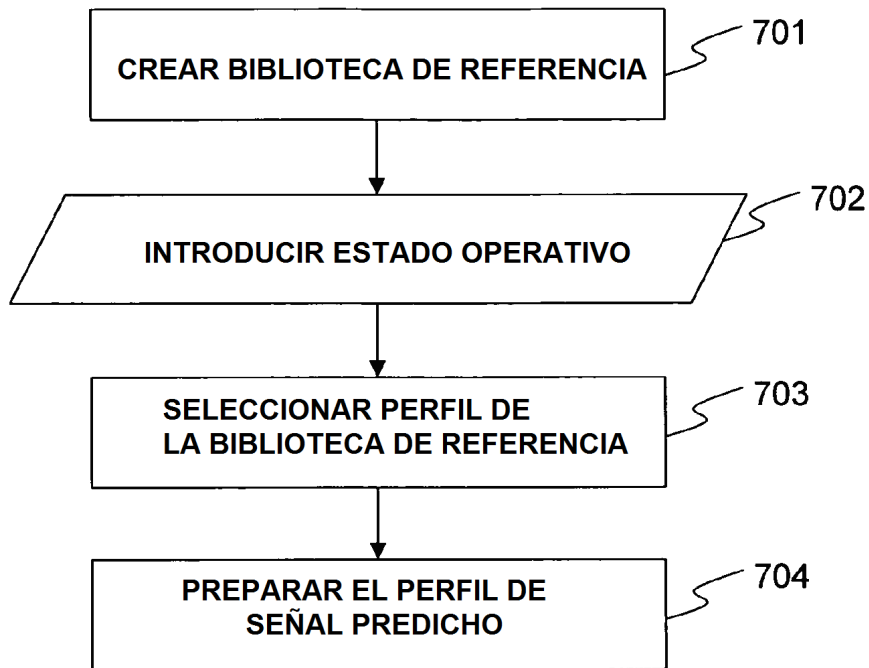 701
CREAR BIBLIOTECA DE REFERENCIA
702
INTRODUCIR ESTADO OPERATIVO
703
SELECCIONAR PERFIL DE
LA BIBLIOTECA DE REFERENCIA
704
PREPARAR EL PERFIL DE
SEÑAL PREDICHO